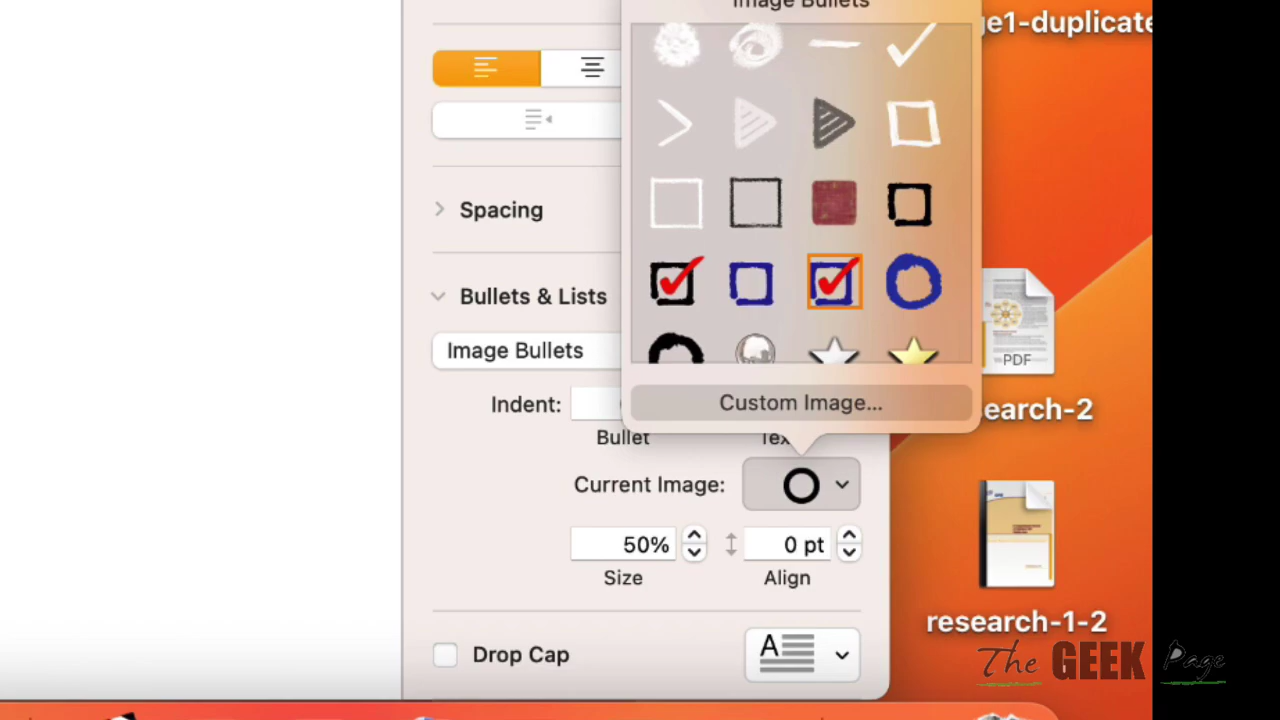 Image Bullets
ge1-duplicate
Spacing
Bullets & Lists
Image Bullets
PDF
Custom Image...
Indent:
earch-2
Bullet
Tex
Current Image:
50%
0 pt
Size
Align
research-1-2
Drop Cap
A
The GEEK Page